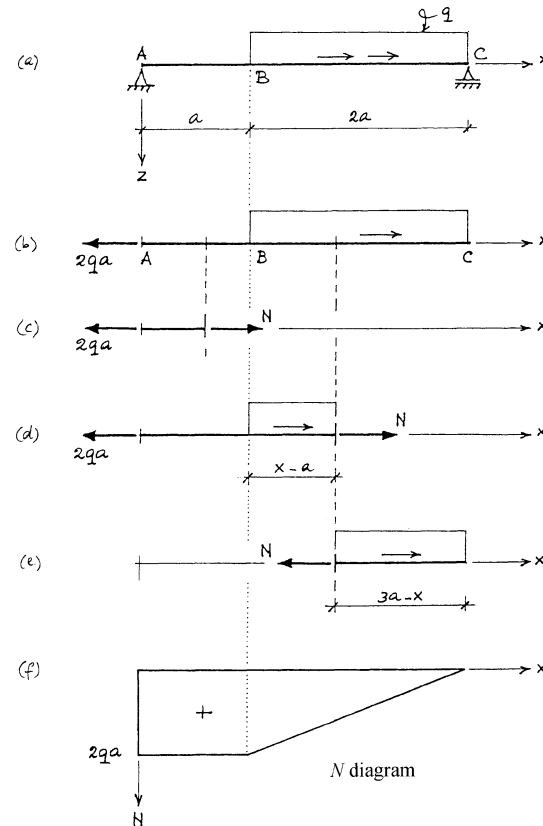 q
(a) A B C x
a 2a
z
(b) 2qa A B C x
(c) 2qa N x
(d) 2qa N x
x-a
(e) N x
3a-x
(f) x
+
2qa
N diagram
N